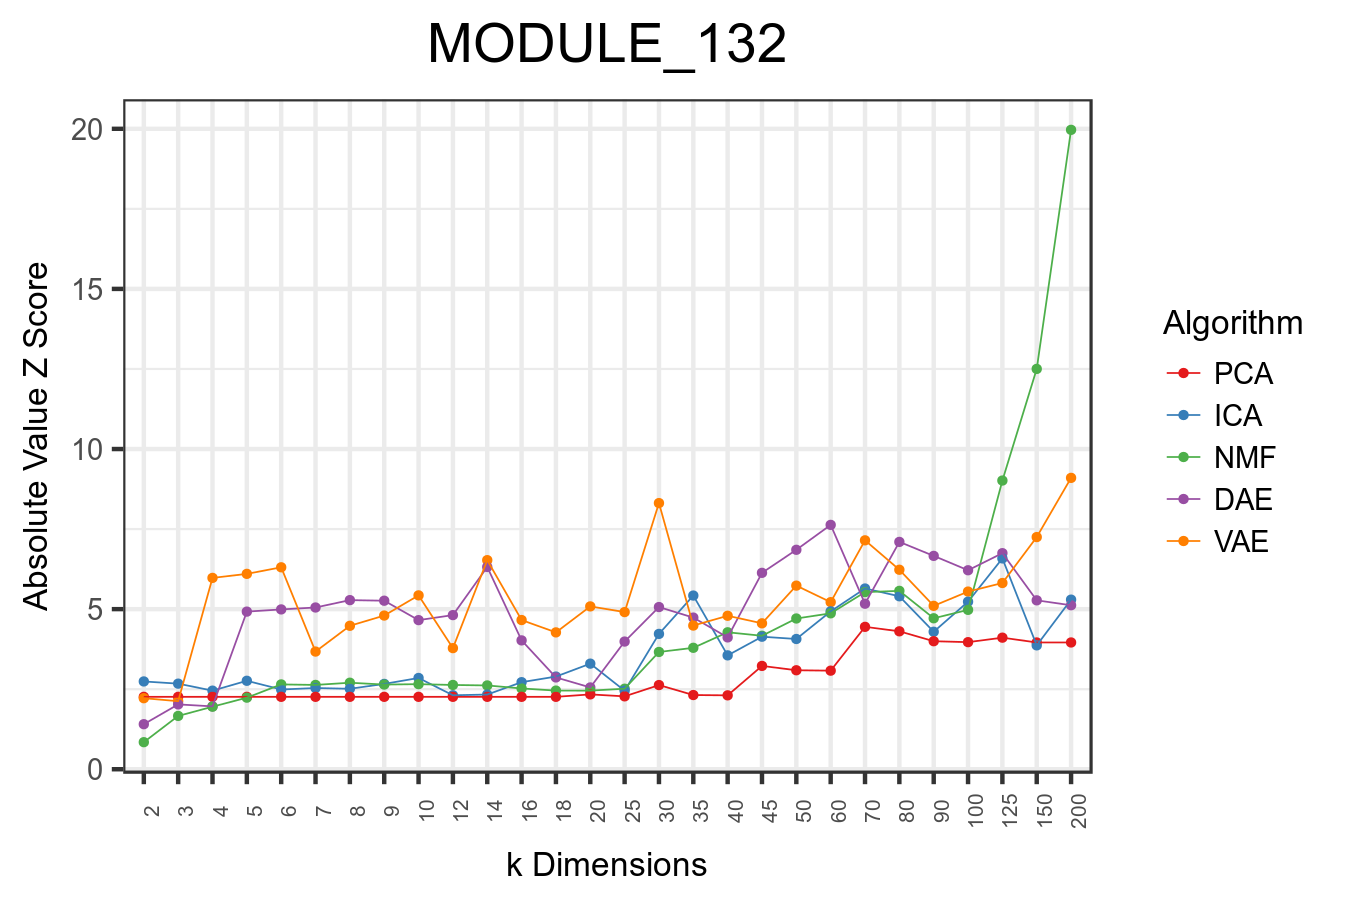 MODULE_132
20
15
10
5
0
Absolute Value Z Score
2 3 4 5 6 7 8 9 10 12 14 16 18 20 25 30 35 40 45 50 60 70 80 90 100 125 150 200
k Dimensions
Algorithm
PCA
ICA
NMF
DAE
VAE